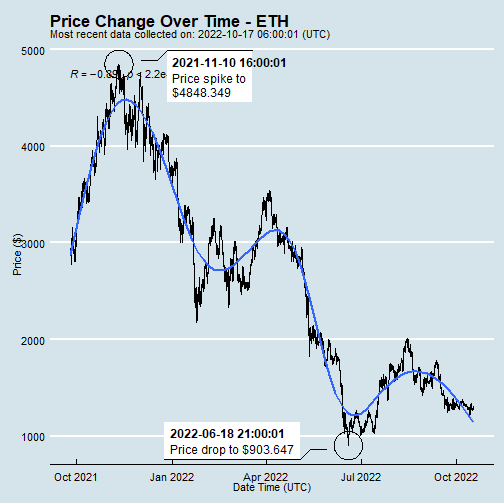 Price Change Over Time - ETH
Most recent data collected on: 2022-10-17 06:00:01 (UTC)
5000
2021-11-10 16:00:01
Price spike to
$4848.349
p < 2.2e
4000
3000
Price ($)
2000
2022-06-18 21:00:01
Price drop to $903.647
1000
Oct 2021
Jan 2022
Apr 2022
Jul 2022
Oct 2022
Date Time (UTC)